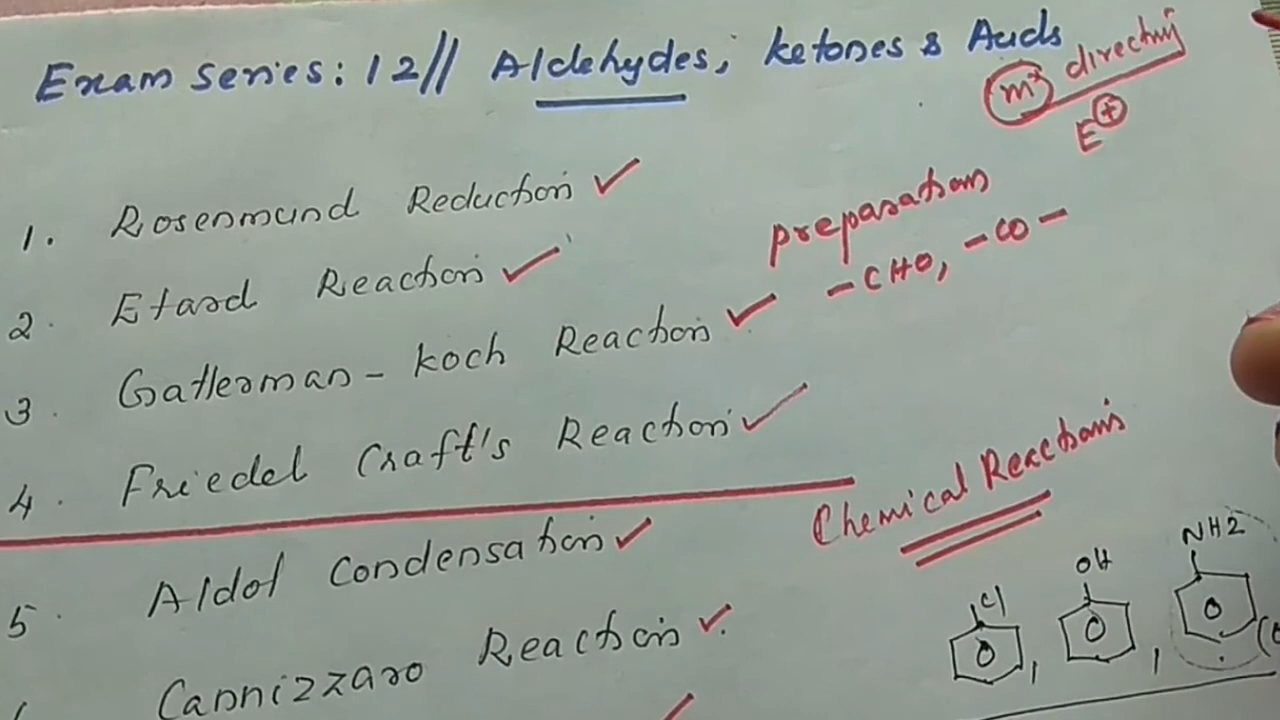 Exam series: 12// Aldehydes, ketones & Acids
m directing
E⊕
1. Rosenmund Reduction ✓
2. Etard Reaction ✓
preparation
-CHO, -CO-
3. Gatterman - koch Reaction ✓
4. Friedel Craft's Reaction ✓
Chemical Reactions
5. Aldol Condensation ✓
Cannizzaro Reaction ✓
Cl, OH, NH2